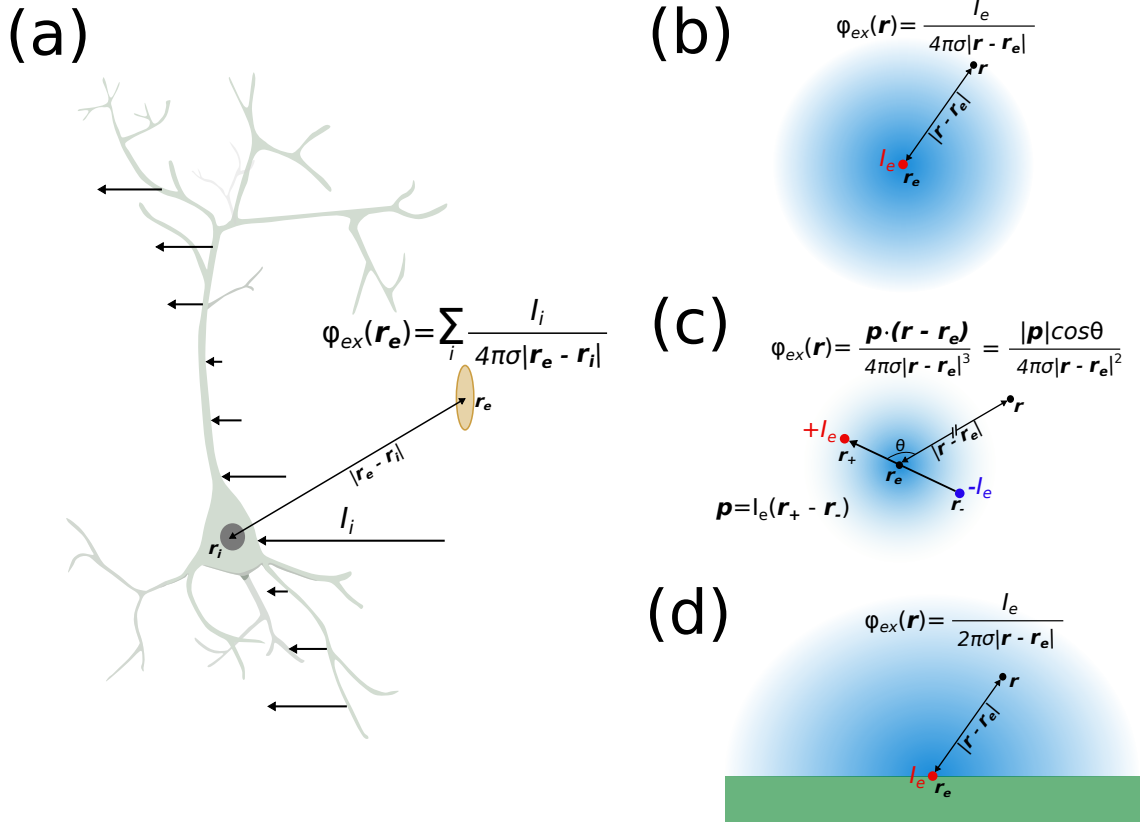 (a)
φex(re)=∑i Ii / 4πσ|re - ri|
re
|re - ri|
Ii
ri
(b)
φex(r)= Ie / 4πσ|r - re|
r
|r - re|
Ie
re
(c)
φex(r)= p·(r - re) / 4πσ|r - re|³ = |p|cosθ / 4πσ|r - re|²
r
+Ie
θ
|r - re|
r+
re
-Ie
r-
p=Ie(r+ - r-)
(d)
φex(r)= Ie / 2πσ|r - re|
r
|r - re|
Ie
re